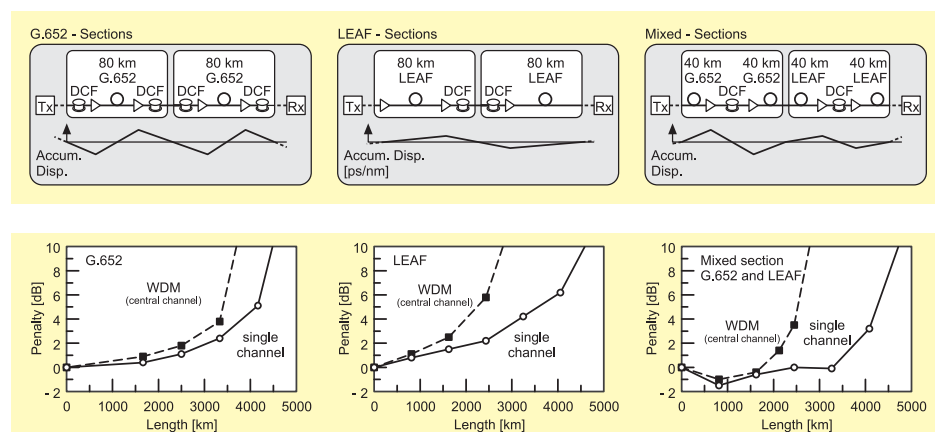 G.652 - Sections
80 km
G.652
80 km
G.652
DCF
DCF
DCF
DCF
Tx
Rx
Accum.
Disp.
LEAF - Sections
80 km
LEAF
80 km
LEAF
DCF
DCF
Tx
Rx
Accum. Disp.
[ps/nm]
Mixed - Sections
40 km
G.652
40 km
G.652
40 km
LEAF
40 km
LEAF
DCF
DCF
Tx
Rx
Accum.
Disp.
G.652
WDM
(central channel)
single
channel
Penalty [dB]
10
8
6
4
2
0
- 2
0 1000 2000 3000 4000 5000
Length [km]
LEAF
WDM
(central channel)
single
channel
Penalty [dB]
10
8
6
4
2
0
- 2
0 1000 2000 3000 4000 5000
Length [km]
Mixed section
G.652 and LEAF
WDM
(central channel)
single
channel
Penalty [dB]
10
8
6
4
2
0
- 2
0 1000 2000 3000 4000 5000
Length [km]